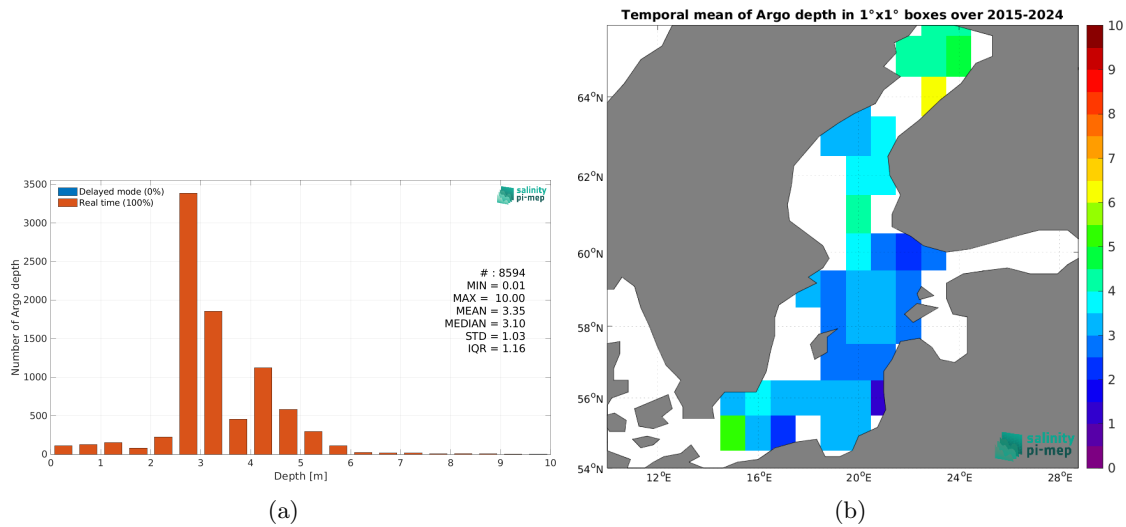 Delayed mode (0%)
Real time (100%)
salinity
pi-mep
# : 8594
MIN = 0.01
MAX = 10.00
MEAN = 3.35
MEDIAN = 3.10
STD = 1.03
IQR = 1.16
Number of Argo depth
3500
3000
2500
2000
1500
1000
500
0
0 1 2 3 4 5 6 7 8 9 10
Depth [m]
(a)
Temporal mean of Argo depth in 1°x1° boxes over 2015-2024
64°N
62°N
60°N
58°N
56°N
54°N
12°E 16°E 20°E 24°E 28°E
salinity
pi-mep
10
9
8
7
6
5
4
3
2
1
0
(b)